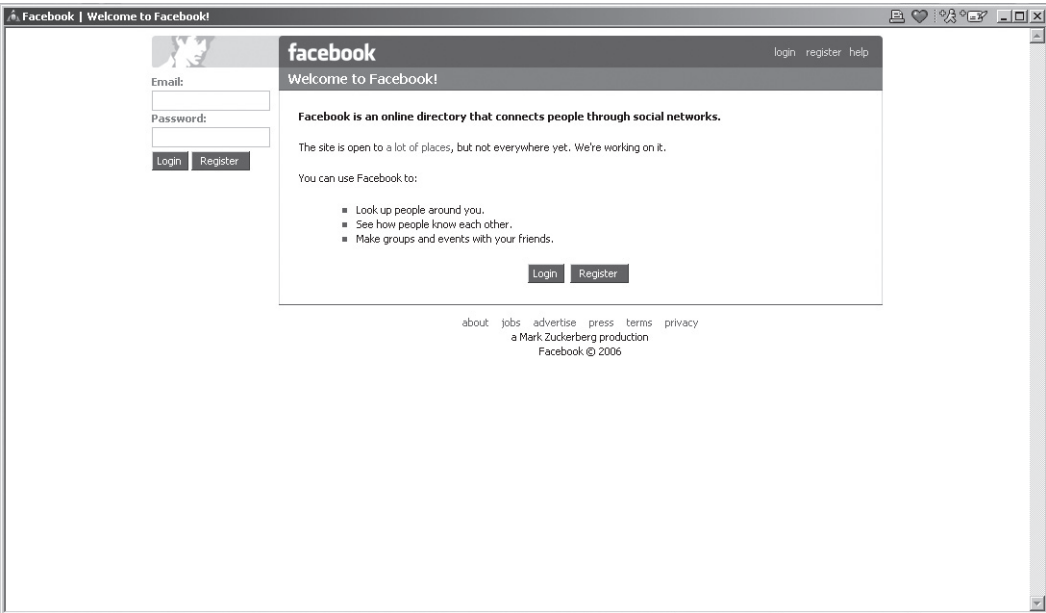 Facebook | Welcome to Facebook!
facebook
login register help
Welcome to Facebook!
Email:
Password:
Login Register
Facebook is an online directory that connects people through social networks.
The site is open to a lot of places, but not everywhere yet. We're working on it.
You can use Facebook to:
Look up people around you.
See how people know each other.
Make groups and events with your friends.
Login Register
about jobs advertise press terms privacy
a Mark Zuckerberg production
Facebook © 2006